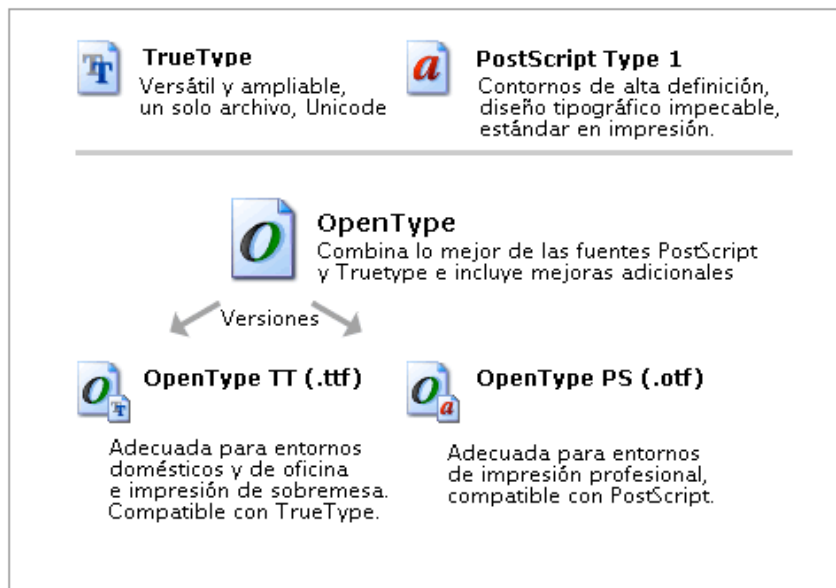 TrueType
Versátil y ampliable,
un solo archivo, Unicode
PostScript Type 1
Contornos de alta definición,
diseño tipográfico impecable,
estándar en impresión.
OpenType
Combina lo mejor de las fuentes PostScript
y Truetype e incluye mejoras adicionales
Versiones
OpenType TT (.ttf)
Adecuada para entornos
domésticos y de oficina
e impresión de sobremesa.
Compatible con TrueType.
OpenType PS (.otf)
Adecuada para entornos
de impresión profesional,
compatible con PostScript.